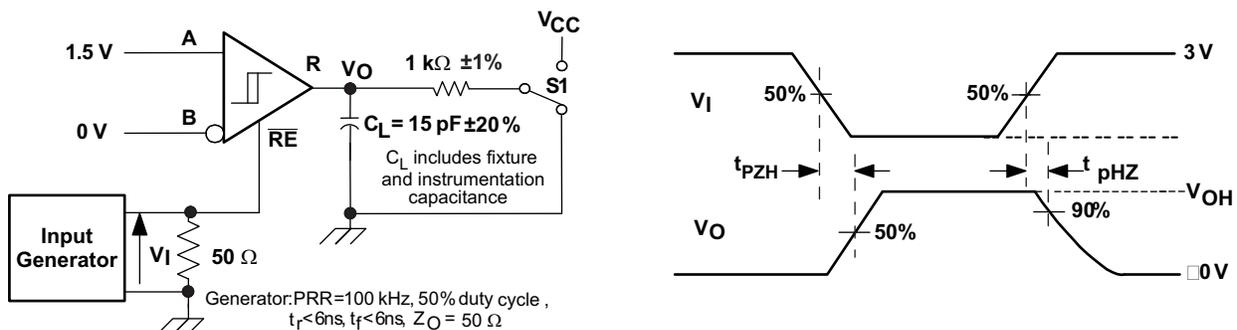 1.5 V
A
R
VO
1 kΩ ±1%
VCC
S1
0 V
B
RE
CL = 15 pF ±20%
CL includes fixture
and instrumentation
capacitance
Input
Generator
VI
50 Ω
Generator:PRR=100 kHz, 50% duty cycle ,
tr<6ns, tf<6ns, ZO = 50 Ω
VI
50%
50%
3 V
tPZH
t pHZ
VOH
90%
VO
50%
□0 V